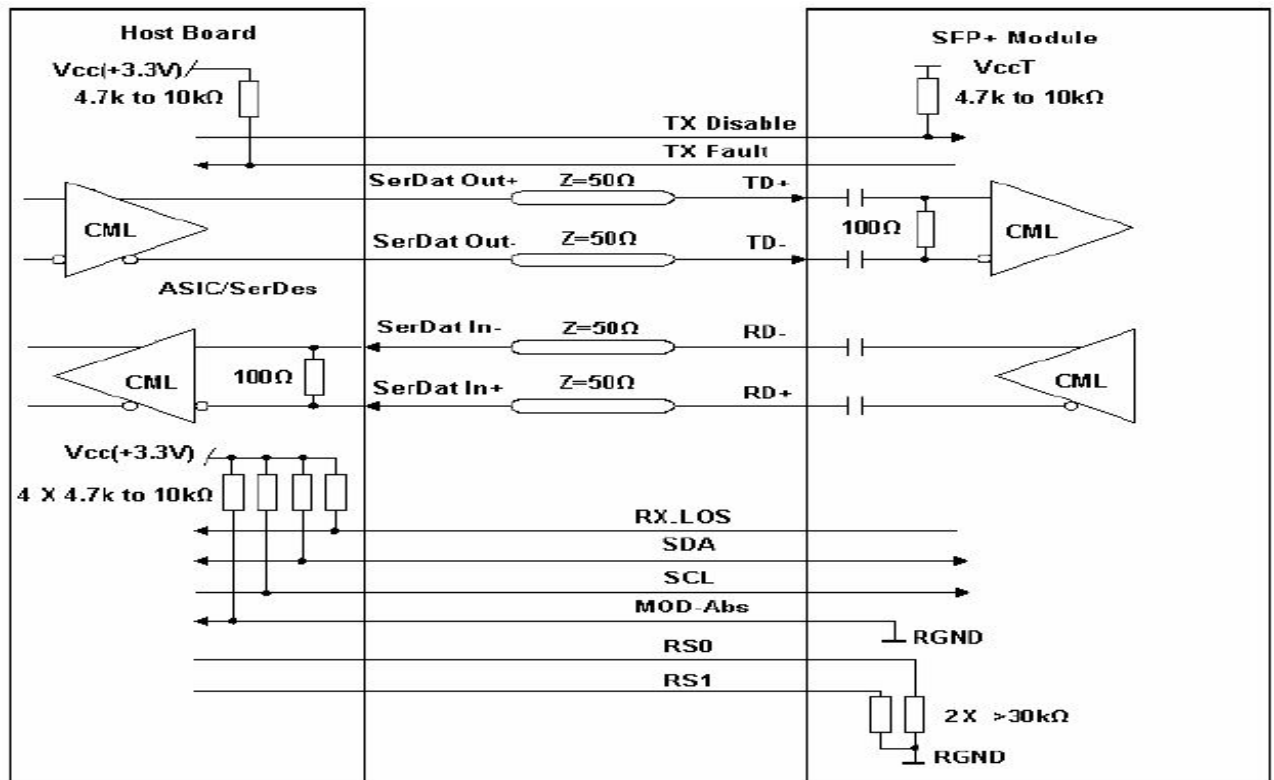 Host Board
SFP+ Module
Vcc(+3.3V)
VccT
4.7k to 10kΩ
4.7k to 10kΩ
TX Disable
TX Fault
SerDat Out+
Z=50Ω
TD+
CML
100Ω
CML
SerDat Out-
Z=50Ω
TD-
ASIC/SerDes
SerDat In-
Z=50Ω
RD-
CML
100Ω
CML
SerDat In+
Z=50Ω
RD+
Vcc(+3.3V)
4 X 4.7k to 10kΩ
RX_LOS
SDA
SCL
MOD-Abs
RGND
RS0
RS1
2X >30kΩ
RGND